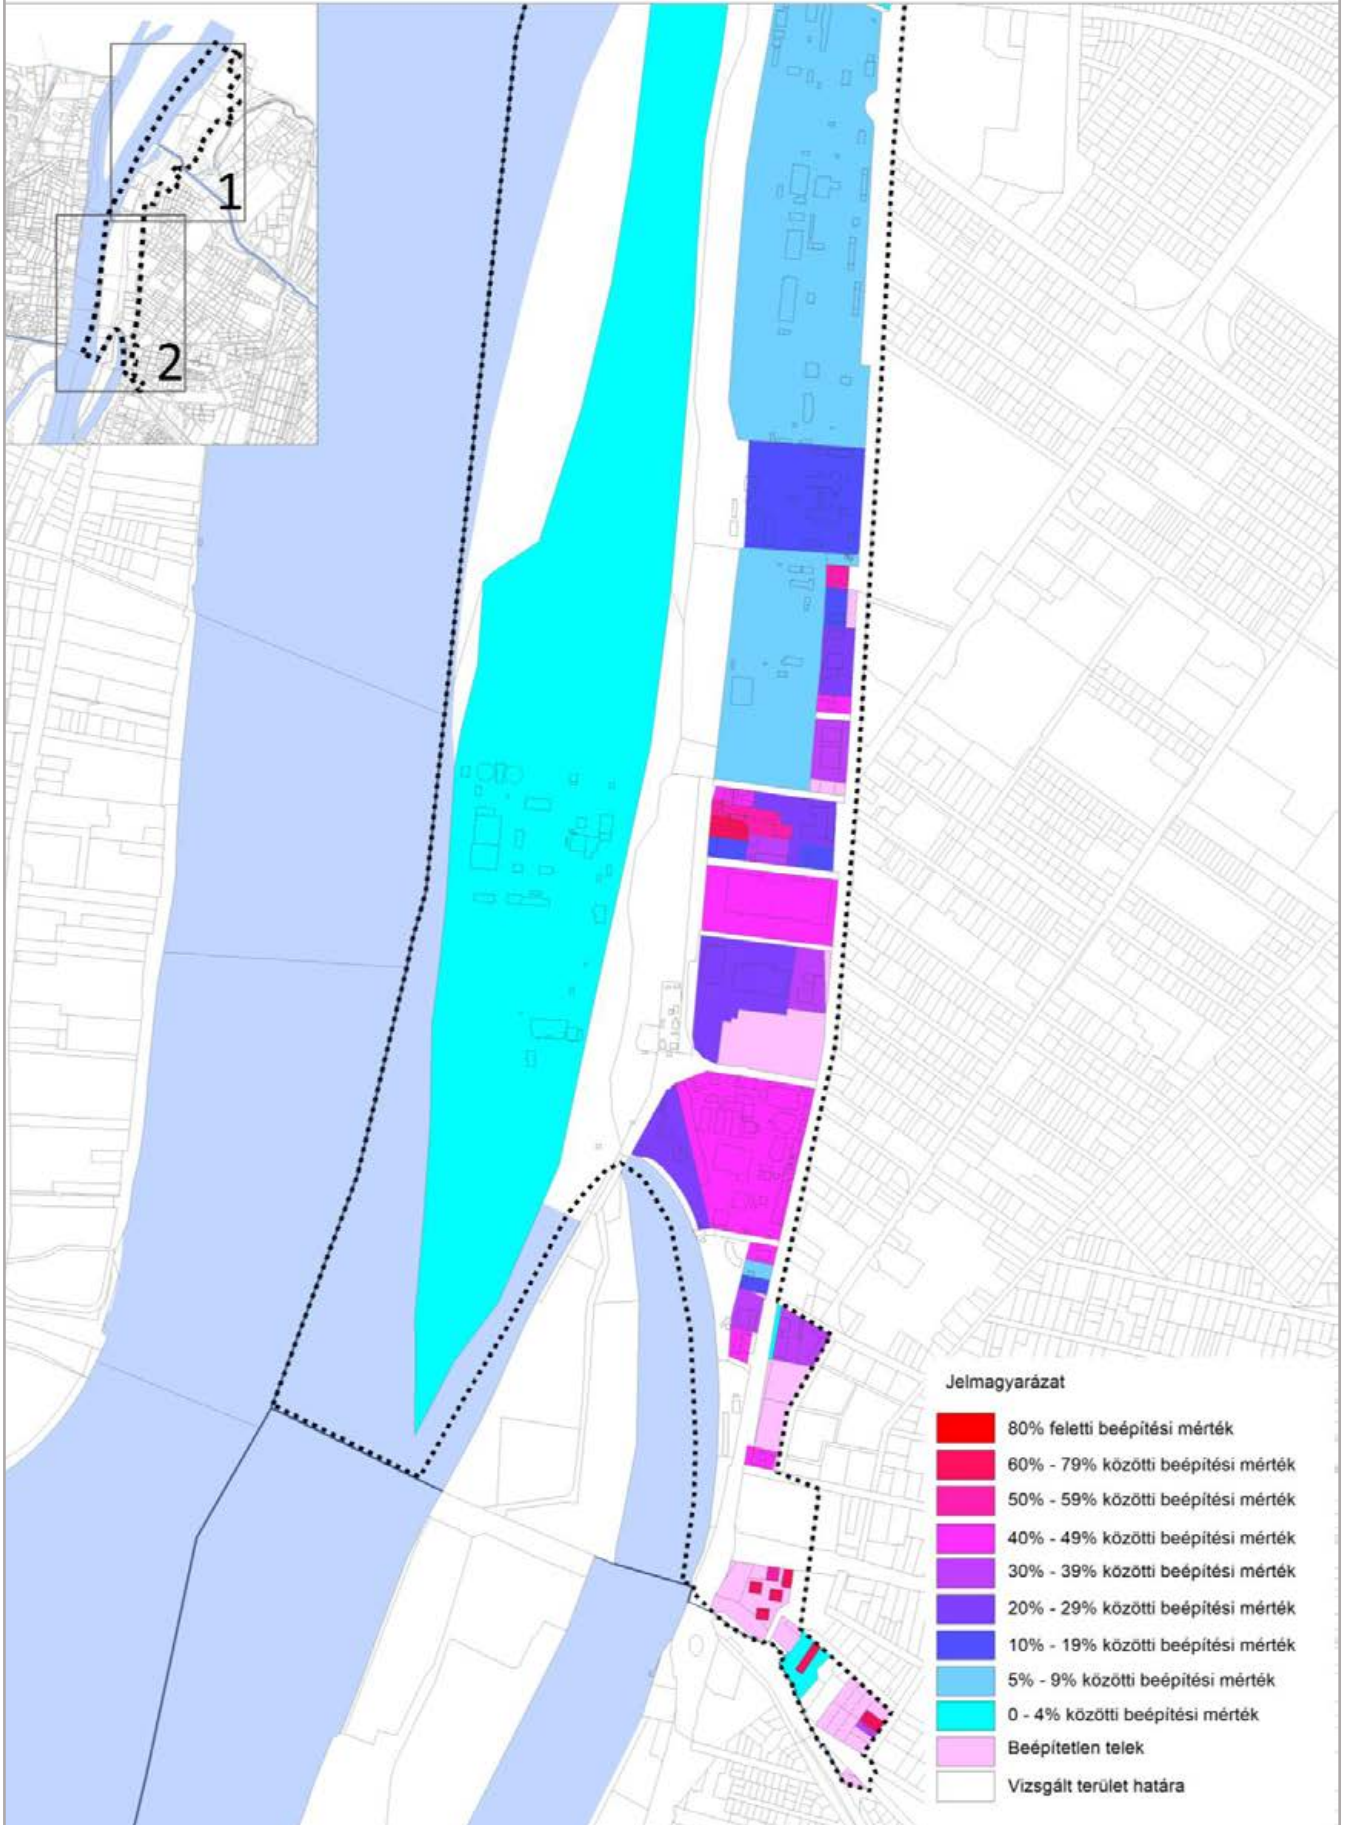 1
2
Jelmagyarázat
80% feletti beépítési mérték
60% - 79% közötti beépítési mérték
50% - 59% közötti beépítési mérték
40% - 49% közötti beépítési mérték
30% - 39% közötti beépítési mérték
20% - 29% közötti beépítési mérték
10% - 19% közötti beépítési mérték
5% - 9% közötti beépítési mérték
0 - 4% közötti beépítési mérték
Beépítetlen telek
Vizsgált terület határa